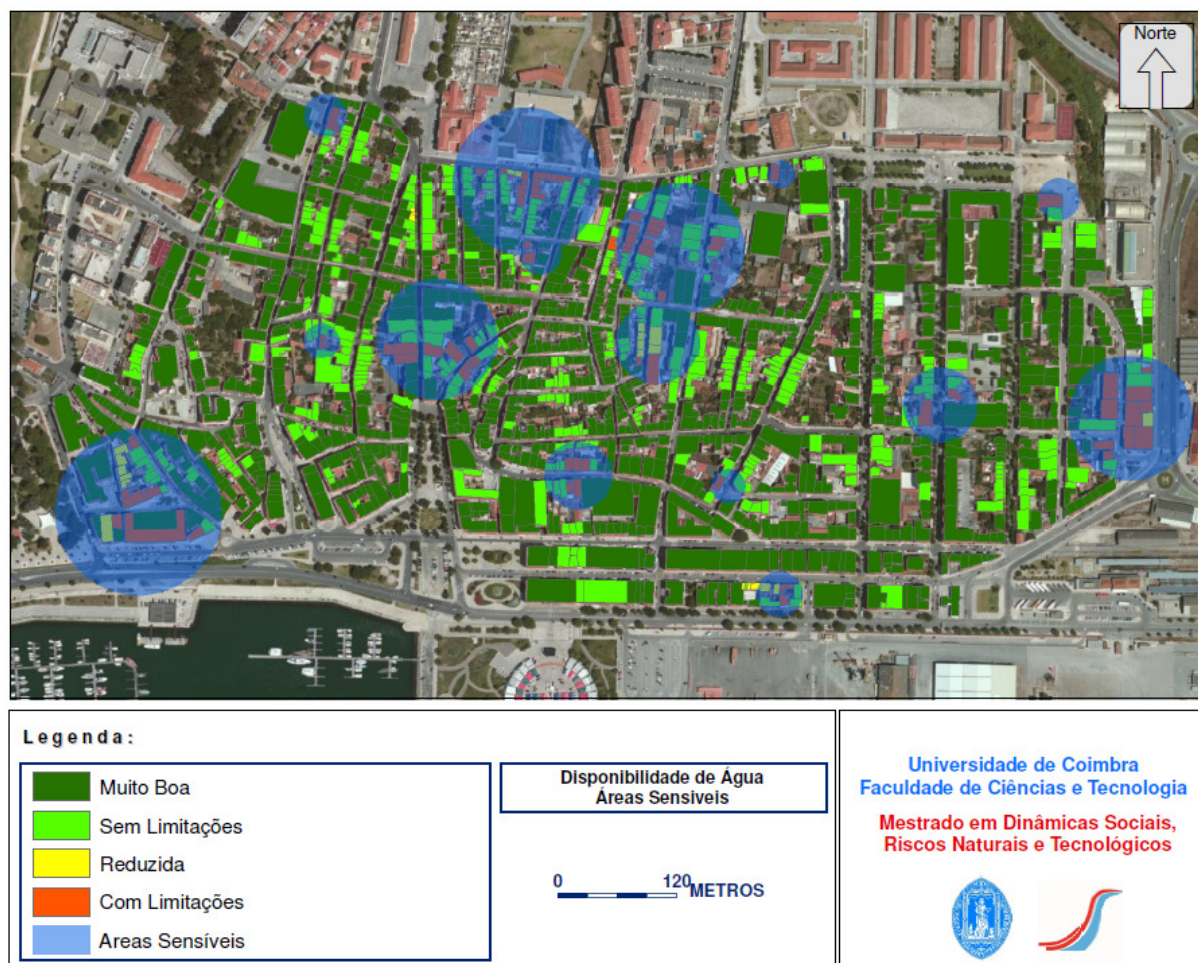 Norte
Legenda:
Muito Boa
Sem Limitações
Reduzida
Com Limitações
Areas Sensíveis
Disponibilidade de Água
Áreas Sensiveis
0 120 METROS
Universidade de Coimbra
Faculdade de Ciências e Tecnologia
Mestrado em Dinâmicas Sociais,
Riscos Naturais e Tecnológicos